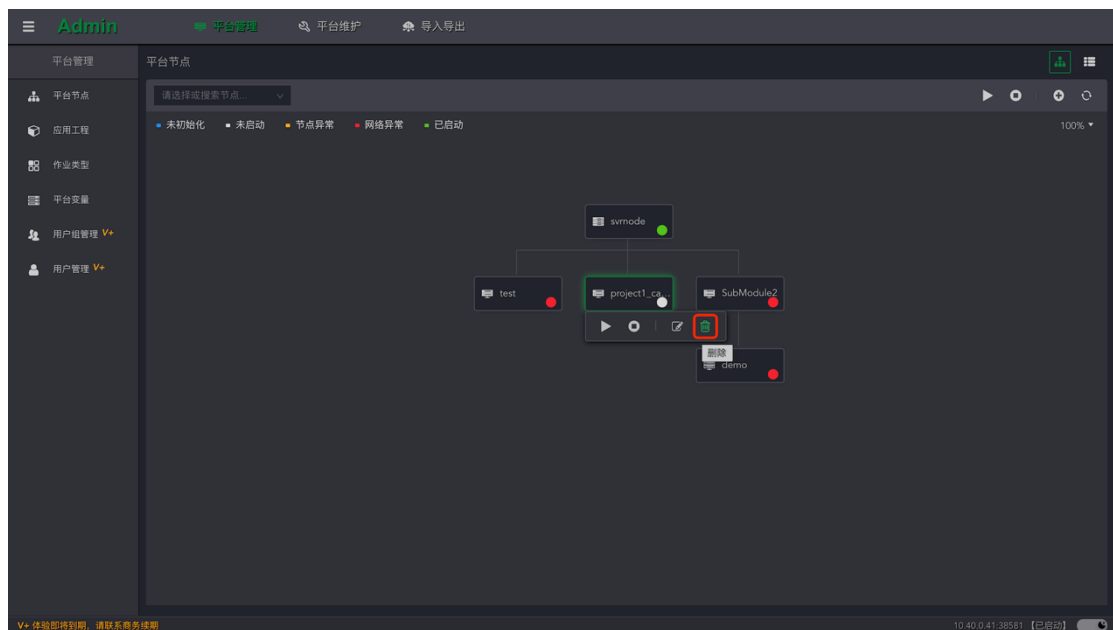 Admin 平台管理 平台维护 导入导出
平台管理 平台节点
平台节点 请选择或搜索节点...
应用工程 未初始化 未启动 节点异常 网络异常 已启动 100%
作业类型
平台变量
用户组管理 V+
用户管理 V+
svrnode
test project1_ca... SubModule2
删除
demo
V+ 体验即将到期，请联系商务续期 10.40.0.41:38581 【已启动】